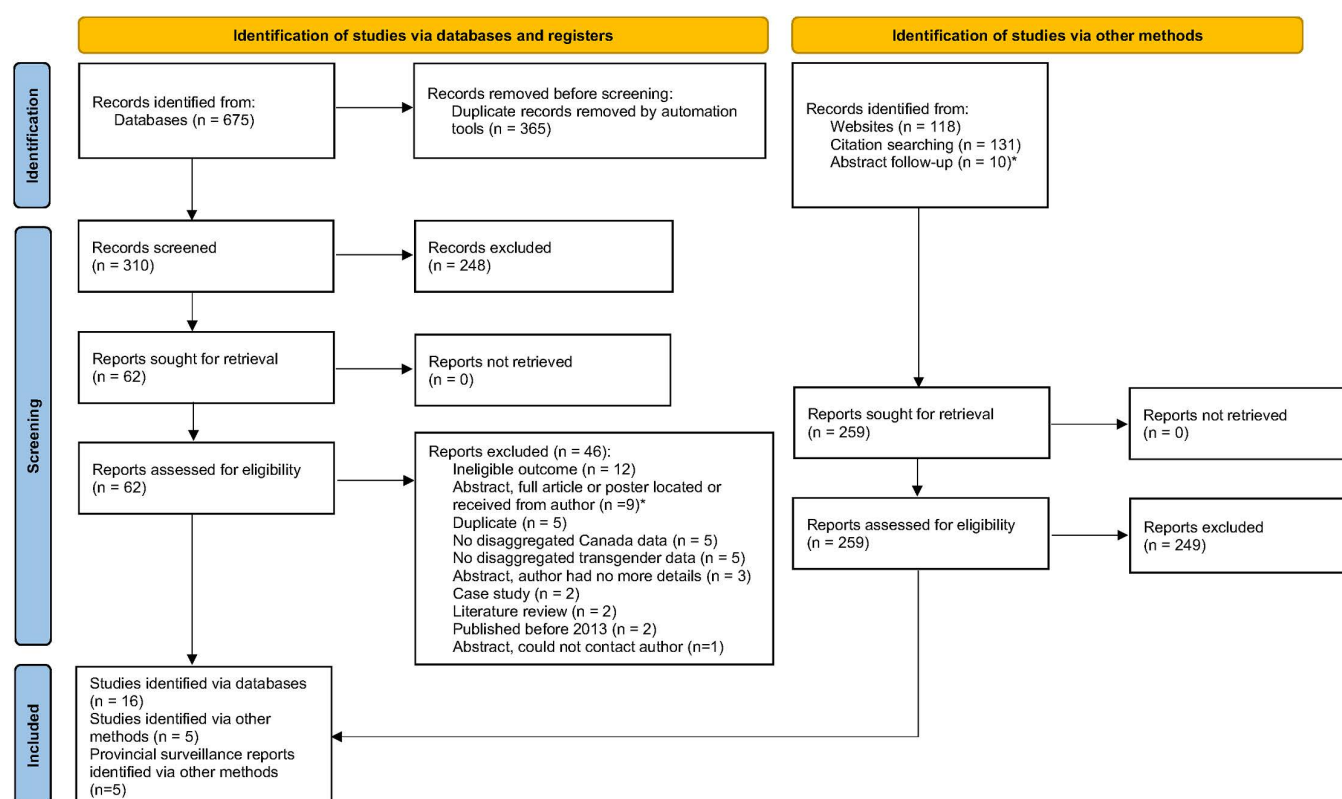 Identification of studies via databases and registers
Identification of studies via other methods
Identification
Records identified from:
Databases (n = 675)
Records removed before screening:
Duplicate records removed by automation
tools (n = 365)
Records identified from:
Websites (n = 118)
Citation searching (n = 131)
Abstract follow-up (n = 10)*
Screening
Records screened
(n = 310)
Records excluded
(n = 248)
Reports sought for retrieval
(n = 62)
Reports not retrieved
(n = 0)
Reports sought for retrieval
(n = 259)
Reports not retrieved
(n = 0)
Reports assessed for eligibility
(n = 62)
Reports excluded (n = 46):
Ineligible outcome (n = 12)
Abstract, full article or poster located or
received from author (n =9)*
Duplicate (n = 5)
No disaggregated Canada data (n = 5)
No disaggregated transgender data (n = 5)
Abstract, author had no more details (n = 3)
Case study (n = 2)
Literature review (n = 2)
Published before 2013 (n = 2)
Abstract, could not contact author (n=1)
Reports assessed for eligibility
(n = 259)
Reports excluded
(n = 249)
Included
Studies identified via databases
(n = 16)
Studies identified via other
methods (n = 5)
Provincial surveillance reports
identified via other methods
(n=5)